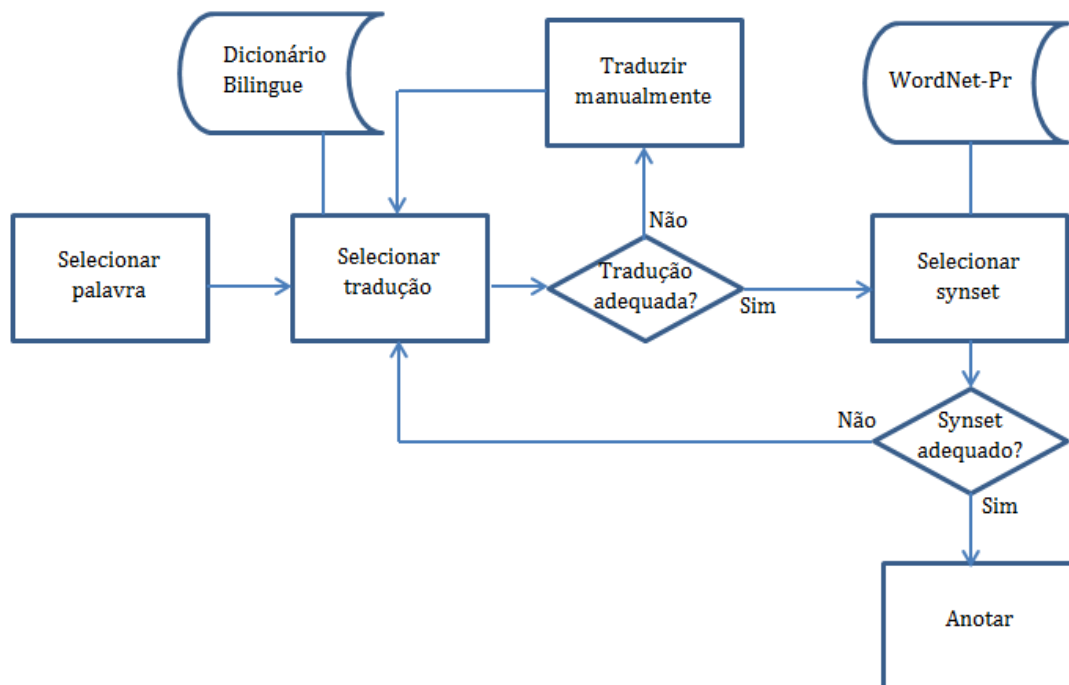 Dicionário
Bilingue
Traduzir
manualmente
WordNet-Pr
Selecionar
palavra
Selecionar
tradução
Não
Tradução
adequada?
Sim
Selecionar
synset
Não
Synset
adequado?
Sim
Anotar